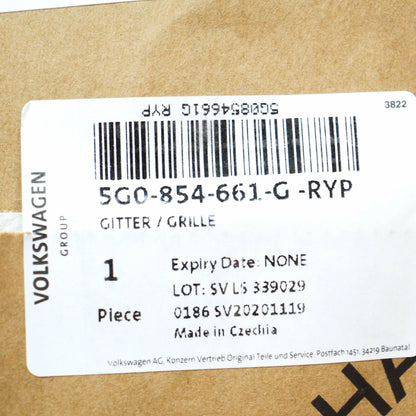 5G0854661G RYP
3822
5G0-854-661-G -RYP
GITTER / GRILLE
VOLKSWAGEN
GROUP
1
Piece
Expiry Date: NONE
LOT: SV LS 339029
0186 SV20201119
Made in Czechia
Volkswagen AG, Konzern Vertrieb Original Teile und Service, Postfach 1451, 34219 Baunatal
HA